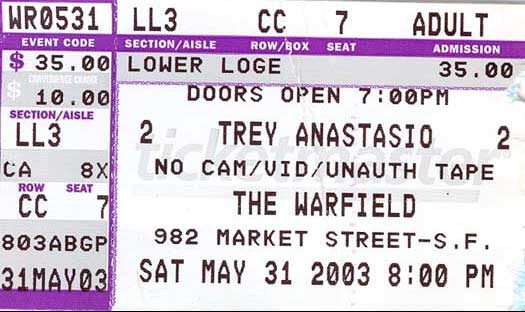 WR0531 LL3 CC 7 ADULT
EVENT CODE SECTION/AISLE ROW/BOX SEAT ADMISSION
$ 35.00 LOWER LOGE 35.00
CONVENIENCE CHARGE
$ 10.00 DOORS OPEN 7:00PM
SECTION/AISLE
LL3 2 TREY ANASTASIO 2
ticketmaster
CA 8X NO CAM/VID/UNAUTH TAPE
ROW SEAT
CC 7 THE WARFIELD
803ABGP 982 MARKET STREET-S.F.
31MAY03 SAT MAY 31 2003 8:00 PM